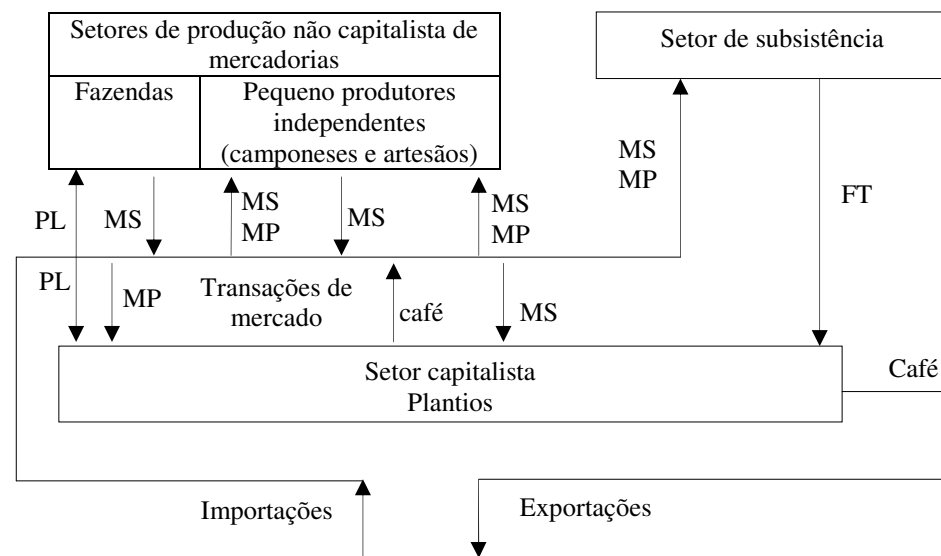 Setores de produção não capitalista de
mercadorias
Setor de subsistência
Fazendas
Pequeno produtores
independentes
(camponeses e artesãos)
MS
MP
FT
PL
MS
MS
MP
MS
MS
MP
PL
MP
Transações de
mercado
café
MS
Setor capitalista
Plantios
Café
Importações
Exportações